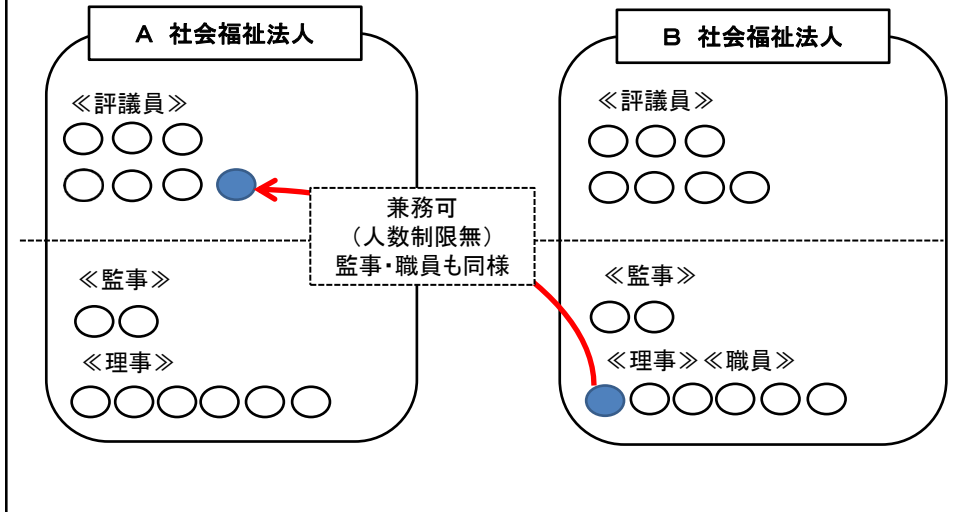 A 社会福祉法人
≪評議員≫
≪監事≫
≪理事≫
兼務可
（人数制限無）
監事・職員も同様
B 社会福祉法人
≪評議員≫
≪監事≫
≪理事≫≪職員≫